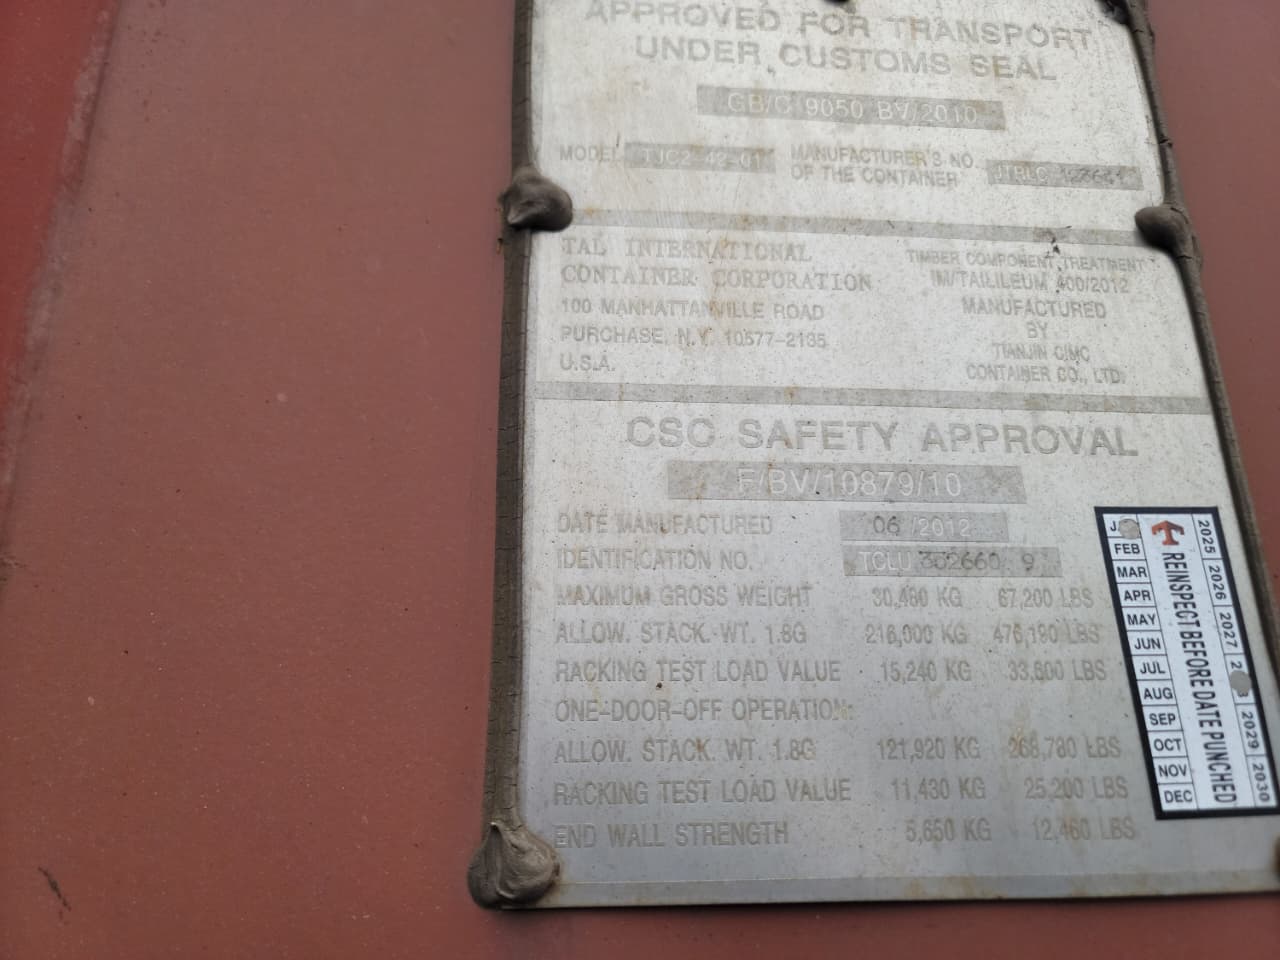 APPROVED FOR TRANSPORT
UNDER CUSTOMS SEAL
GB/C 9050 BV/2010
MODEL TJC2-42-01
MANUFACTURER'S NO.
OF THE CONTAINER
TAL INTERNATIONAL
CONTAINER CORPORATION
100 MANHATTANVILLE ROAD
PURCHASE, N.Y. 10577-2135
U.S.A.
TIMBER COMPONENT TREATMENT
IM/TAILILEUM 400/2012
MANUFACTURED
BY
TIANJIN CIMC
CONTAINER CO., LTD.
CSC SAFETY APPROVAL
F/BV/10879/10
DATE MANUFACTURED 06 /2012
IDENTIFICATION NO. TCLU 302660 9
MAXIMUM GROSS WEIGHT 30,480 KG 67,200 LBS
ALLOW. STACK. WT. 1.8G 216,000 KG 476,190 LBS
RACKING TEST LOAD VALUE 15,240 KG 33,600 LBS
ONE-DOOR-OFF OPERATION:
ALLOW. STACK. WT. 1.8G 121,920 KG 268,780 LBS
RACKING TEST LOAD VALUE 11,430 KG 25,200 LBS
END WALL STRENGTH 5,650 KG 12,460 LBS
FEB
MAR
APR
MAY
JUN
JUL
AUG
SEP
OCT
NOV
DEC
REINSPECT BEFORE DATE PUNCHED
2025 2026 2027 2029 2030